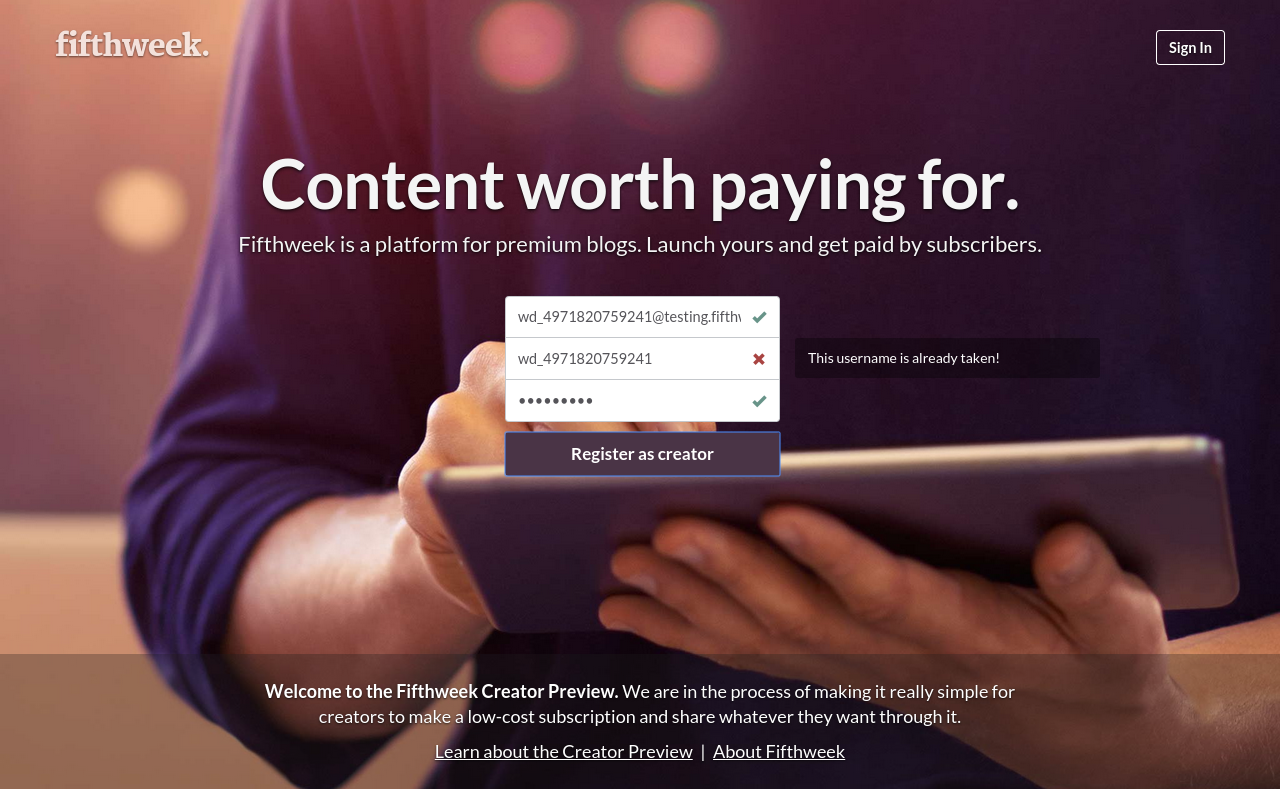 fifthweek.
Sign In
Content worth paying for.
Fifthweek is a platform for premium blogs. Launch yours and get paid by subscribers.
wd_4971820759241@testing.fifthw
wd_4971820759241
This username is already taken!
•••••••••
Register as creator
Welcome to the Fifthweek Creator Preview. We are in the process of making it really simple for
creators to make a low-cost subscription and share whatever they want through it.
Learn about the Creator Preview | About Fifthweek